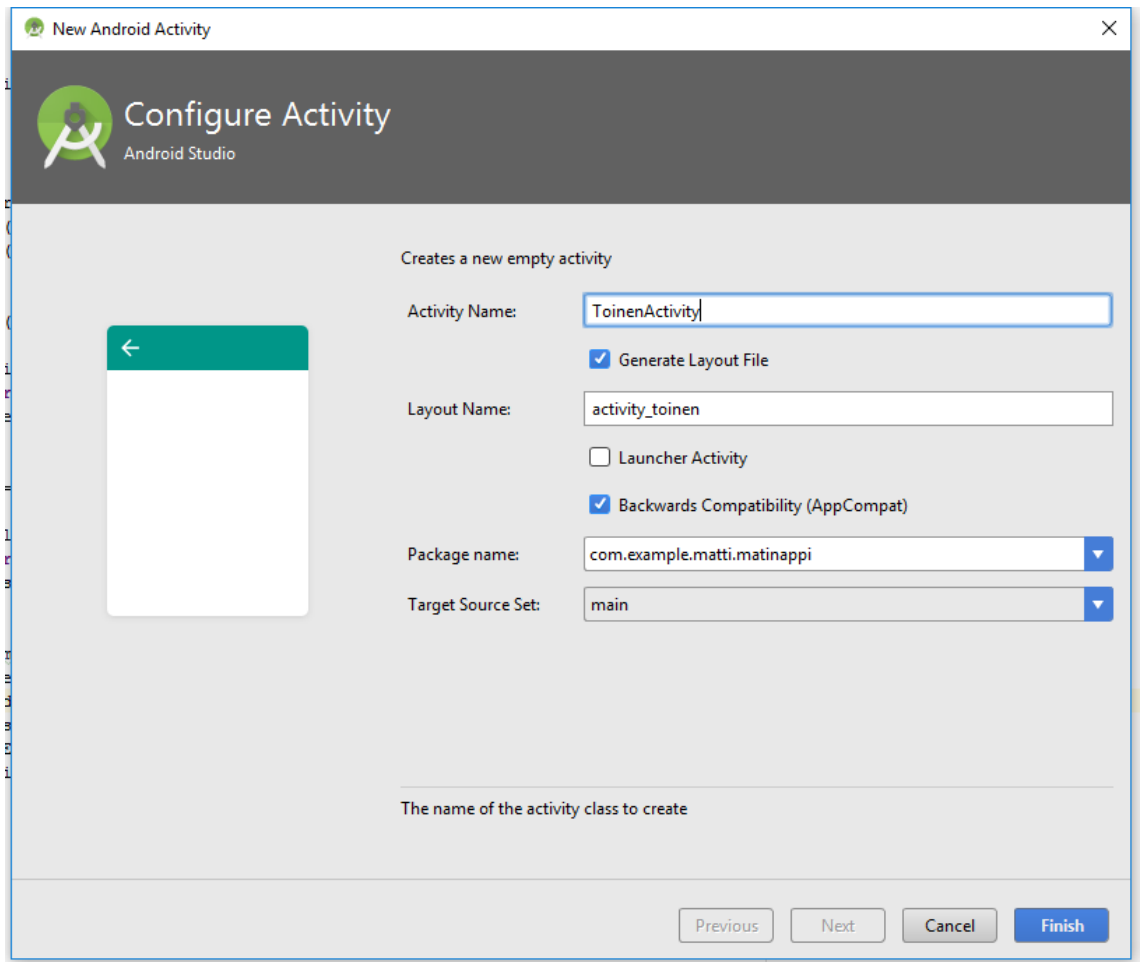 New Android Activity
Configure Activity
Android Studio
Creates a new empty activity
Activity Name: ToinenActivity
Generate Layout File
Layout Name: activity_toinen
Launcher Activity
Backwards Compatibility (AppCompat)
Package name: com.example.matti.matinappi
Target Source Set: main
The name of the activity class to create
Previous Next Cancel Finish